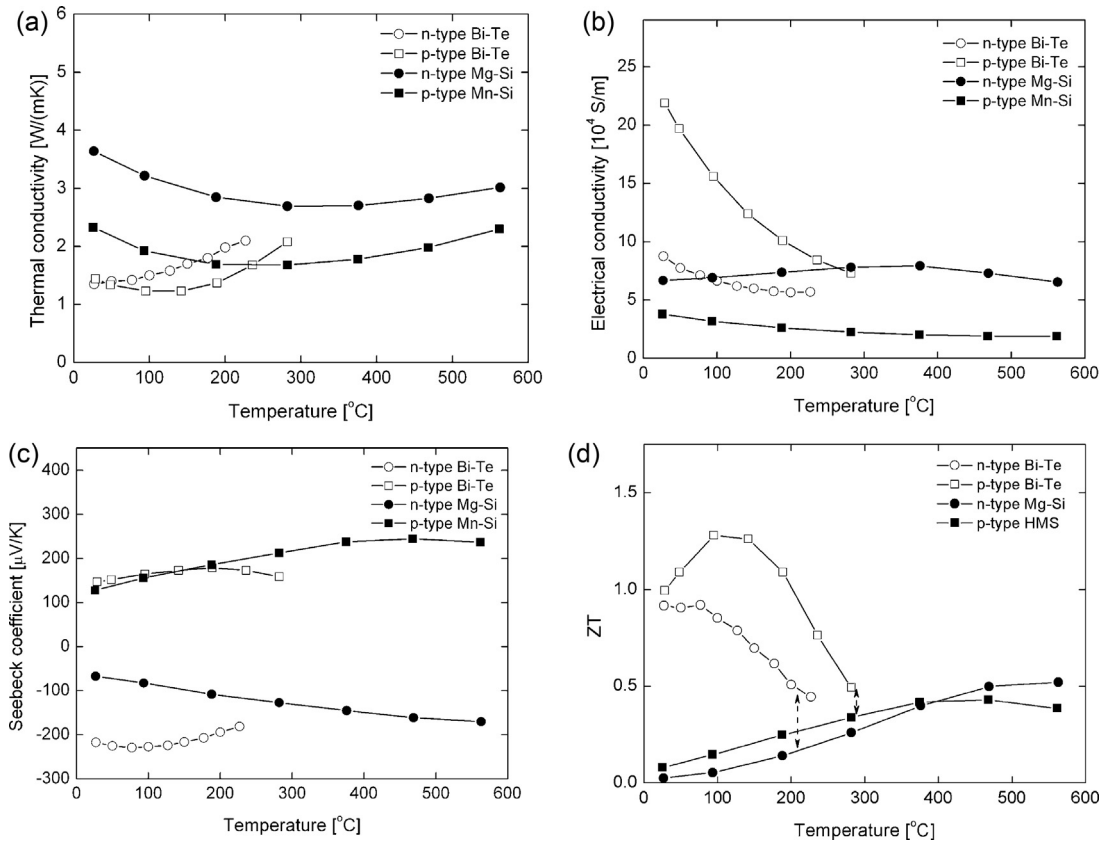 (a)
6
5
4
3
2
1
0
Thermal conductivity [W/(mK)]
n-type Bi-Te
p-type Bi-Te
n-type Mg-Si
p-type Mn-Si
0 100 200 300 400 500 600
Temperature [°C]
(b)
25
20
15
10
5
0
Electrical conductivity [10⁴ S/m]
n-type Bi-Te
p-type Bi-Te
n-type Mg-Si
p-type Mn-Si
0 100 200 300 400 500 600
Temperature [°C]
(c)
400
300
200
100
0
-100
-200
-300
Seebeck coefficient [μV/K]
n-type Bi-Te
p-type Bi-Te
n-type Mg-Si
p-type Mn-Si
0 100 200 300 400 500 600
Temperature [°C]
(d)
1.5
1.0
0.5
0.0
ZT
n-type Bi-Te
p-type Bi-Te
n-type Mg-Si
p-type HMS
0 100 200 300 400 500 600
Temperature [°C]